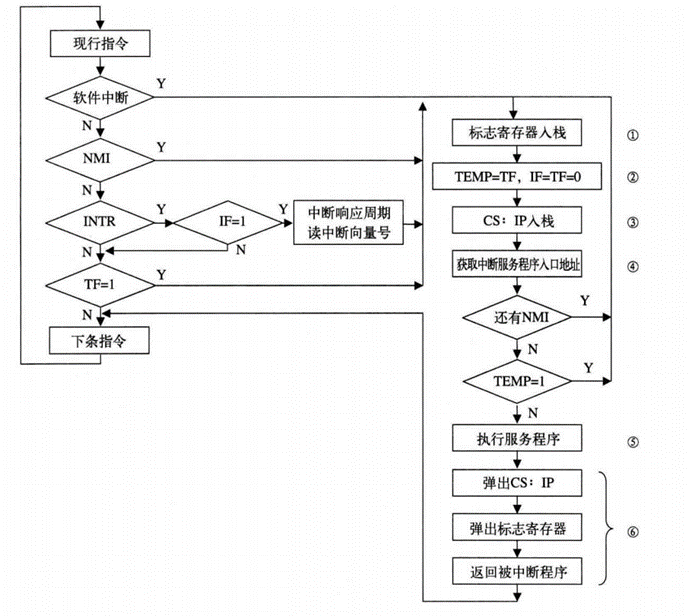 现行指令
软件中断
Y
N
NMI
Y
N
INTR
Y
IF=1
Y
中断响应周期
读中断向量号
N
N
TF=1
Y
N
下条指令
标志寄存器入栈
①
TEMP=TF，IF=TF=0
②
CS：IP入栈
③
获取中断服务程序入口地址
④
还有NMI
Y
N
TEMP=1
Y
N
执行服务程序
⑤
弹出CS：IP
弹出标志寄存器
⑥
返回被中断程序